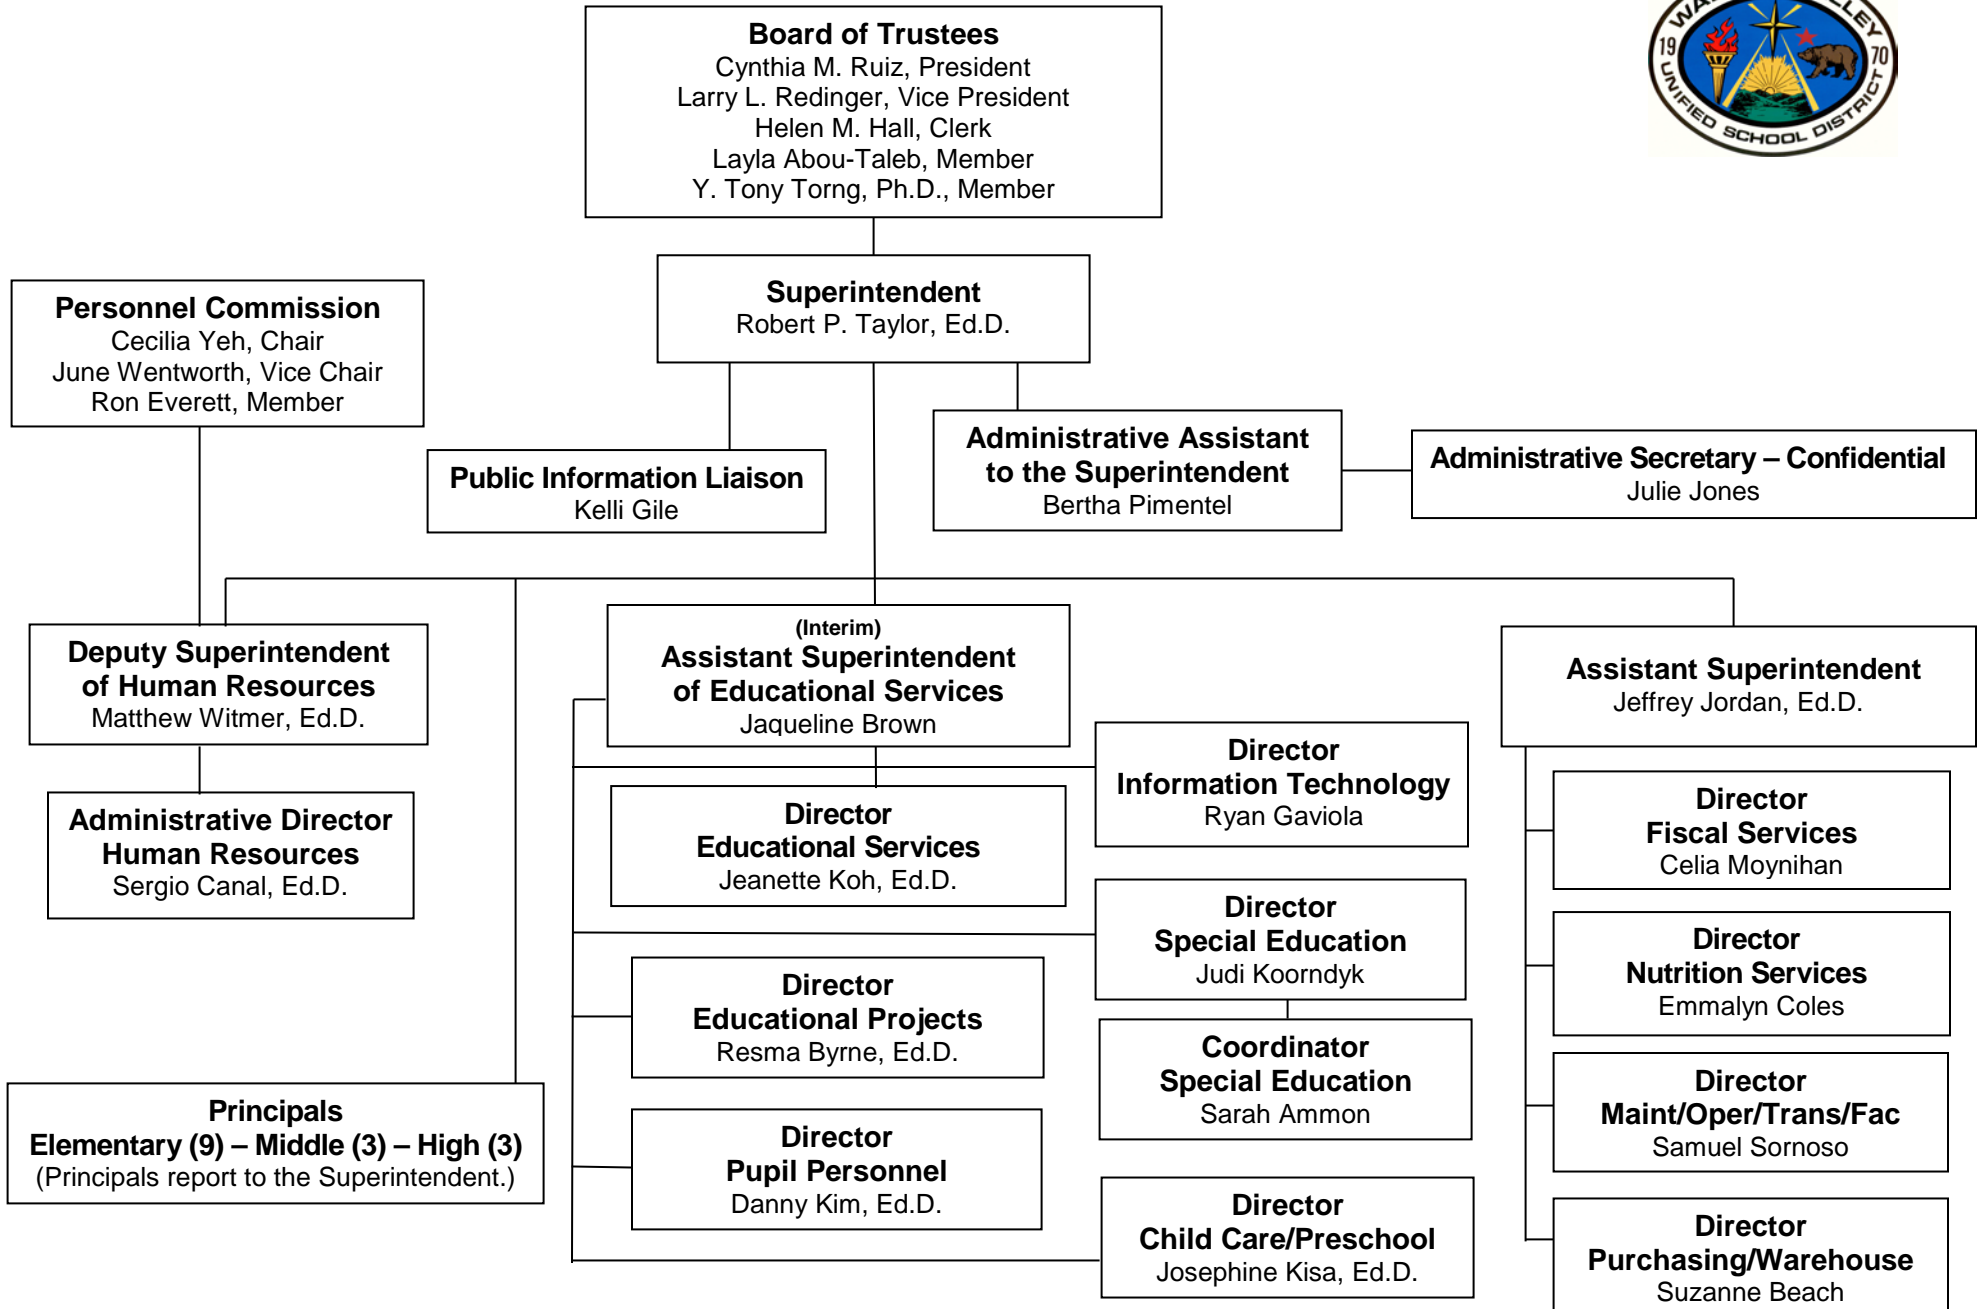 Board of Trustees
Cynthia M. Ruiz, President
Larry L. Redinger, Vice President
Helen M. Hall, Clerk
Layla Abou-Taleb, Member
Y. Tony Torng, Ph.D., Member
19
70
UNIFIED SCHOOL DISTRICT
Superintendent
Robert P. Taylor, Ed.D.
Personnel Commission
Cecilia Yeh, Chair
June Wentworth, Vice Chair
Ron Everett, Member
Public Information Liaison
Kelli Gile
Administrative Assistant
to the Superintendent
Bertha Pimentel
Administrative Secretary – Confidential
Julie Jones
Deputy Superintendent
of Human Resources
Matthew Witmer, Ed.D.
Administrative Director
Human Resources
Sergio Canal, Ed.D.
Principals
Elementary (9) – Middle (3) – High (3)
(Principals report to the Superintendent.)
(Interim)
Assistant Superintendent
of Educational Services
Jaqueline Brown
Director
Educational Services
Jeanette Koh, Ed.D.
Director
Educational Projects
Resma Byrne, Ed.D.
Director
Pupil Personnel
Danny Kim, Ed.D.
Director
Information Technology
Ryan Gaviola
Director
Special Education
Judi Koorndyk
Coordinator
Special Education
Sarah Ammon
Director
Child Care/Preschool
Josephine Kisa, Ed.D.
Assistant Superintendent
Jeffrey Jordan, Ed.D.
Director
Fiscal Services
Celia Moynihan
Director
Nutrition Services
Emmalyn Coles
Director
Maint/Oper/Trans/Fac
Samuel Sornoso
Director
Purchasing/Warehouse
Suzanne Beach